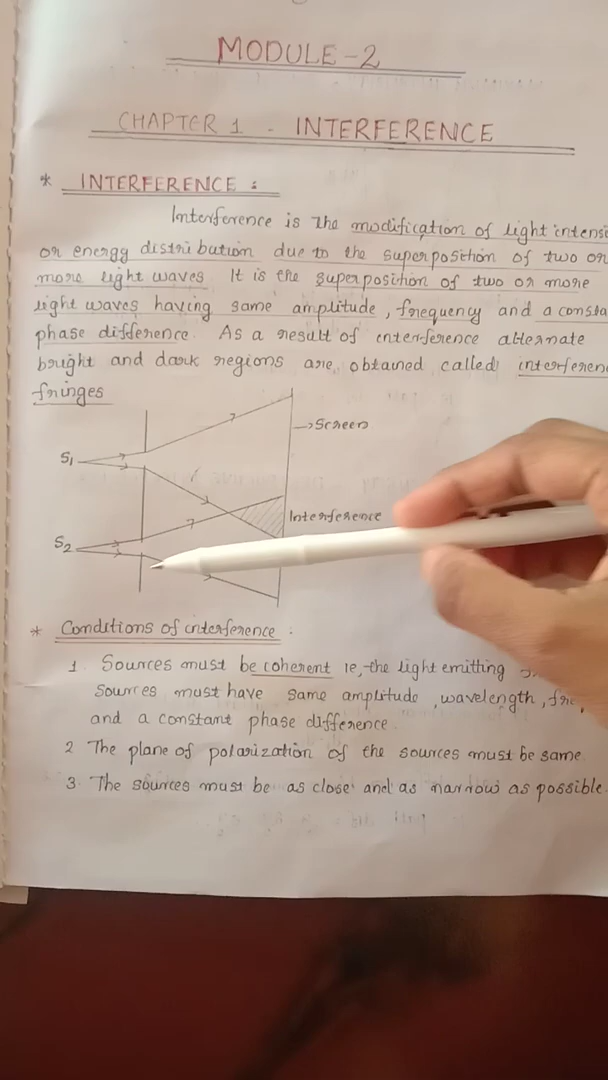 MODULE-2
CHAPTER 1 - INTERFERENCE
* INTERFERENCE :
Interference is the modification of light intens
or energy distribution due to the superposition of two or
more light waves. It is the superposition of two or more
light waves having same amplitude, frequency and a consta
phase difference. As a result of interference alternate
bright and dark regions are, obtained called interferen
fringes
→Screen
S₁
Interference
S₂
* Conditions of interference :
1. Sources must be coherent ie, the light emitting
sources must have same amplitude, wavelength, fre
and a constant phase difference.
2 The plane of polarization of the sources must be same
3. The sources must be as close and as narrow as possible.